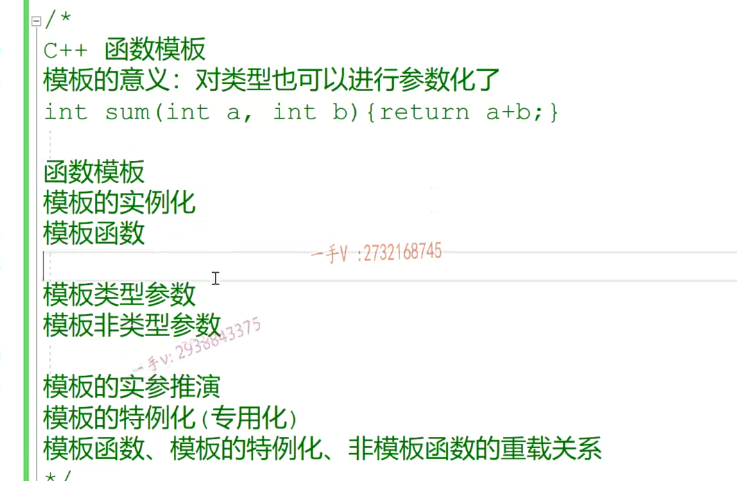 /*
C++ 函数模板
模板的意义：对类型也可以进行参数化了
int sum(int a, int b){return a+b;}
函数模板
模板的实例化
模板函数
一手V :2732168745
模板类型参数
模板非类型参数
一手v: 2938843375
模板的实参推演
模板的特例化(专用化)
模板函数、模板的特例化、非模板函数的重载关系
*/